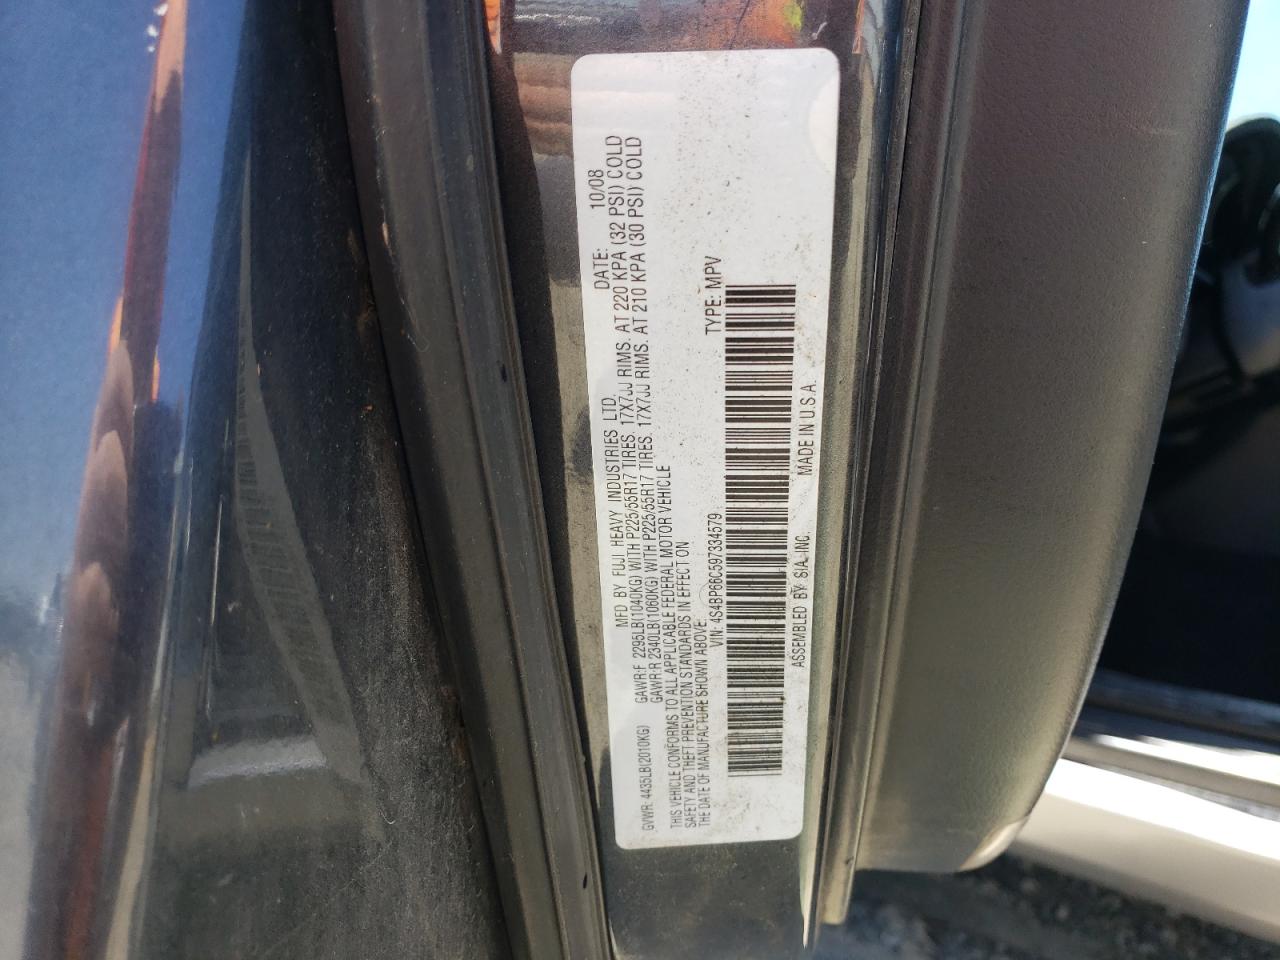 MFD BY FUJI HEAVY INDUSTRIES LTD. DATE: 10/08
GVWR: 4435LB(2010KG) GAWR:F 2295LB(1040KG) WITH P225/55R17 TIRES. 17X7JJ RIMS. AT 220 KPA (32 PSI) COLD
GAWR:R 2340LB(1060KG) WITH P225/55R17 TIRES. 17X7JJ RIMS. AT 210 KPA (30 PSI) COLD
THIS VEHICLE CONFORMS TO ALL APPLICABLE FEDERAL MOTOR VEHICLE
SAFETY AND THEFT PREVENTION STANDARDS IN EFFECT ON
THE DATE OF MANUFACTURE SHOWN ABOVE.
VIN: 4S4BP66C597334579 TYPE: MPV
ASSEMBLED BY SIA, INC. MADE IN U.S.A.